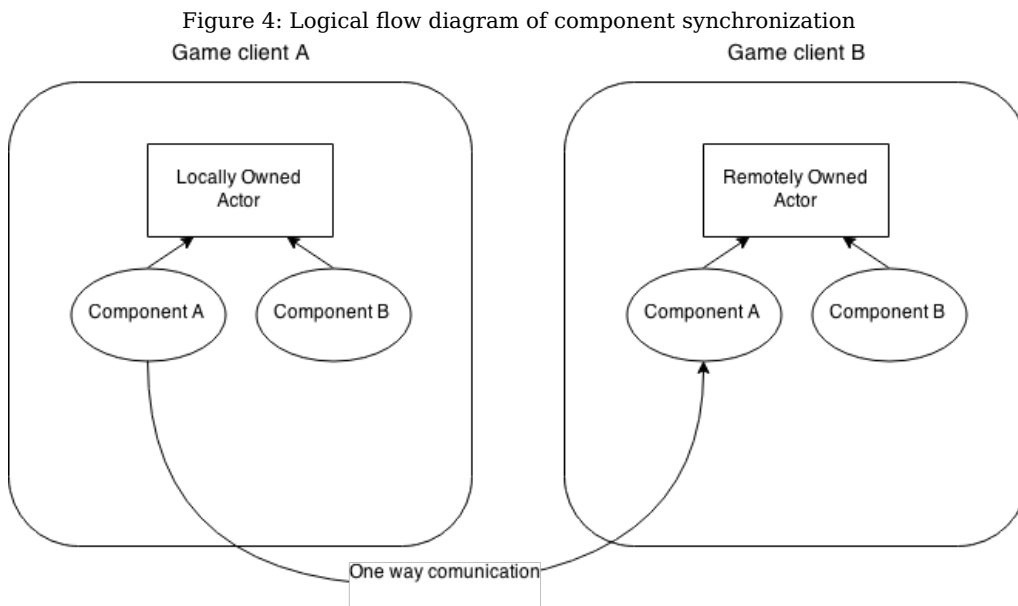 Figure 4: Logical flow diagram of component synchronization
Game client A
Game client B
Locally Owned
Actor
Remotely Owned
Actor
Component A
Component B
Component A
Component B
One way comunication